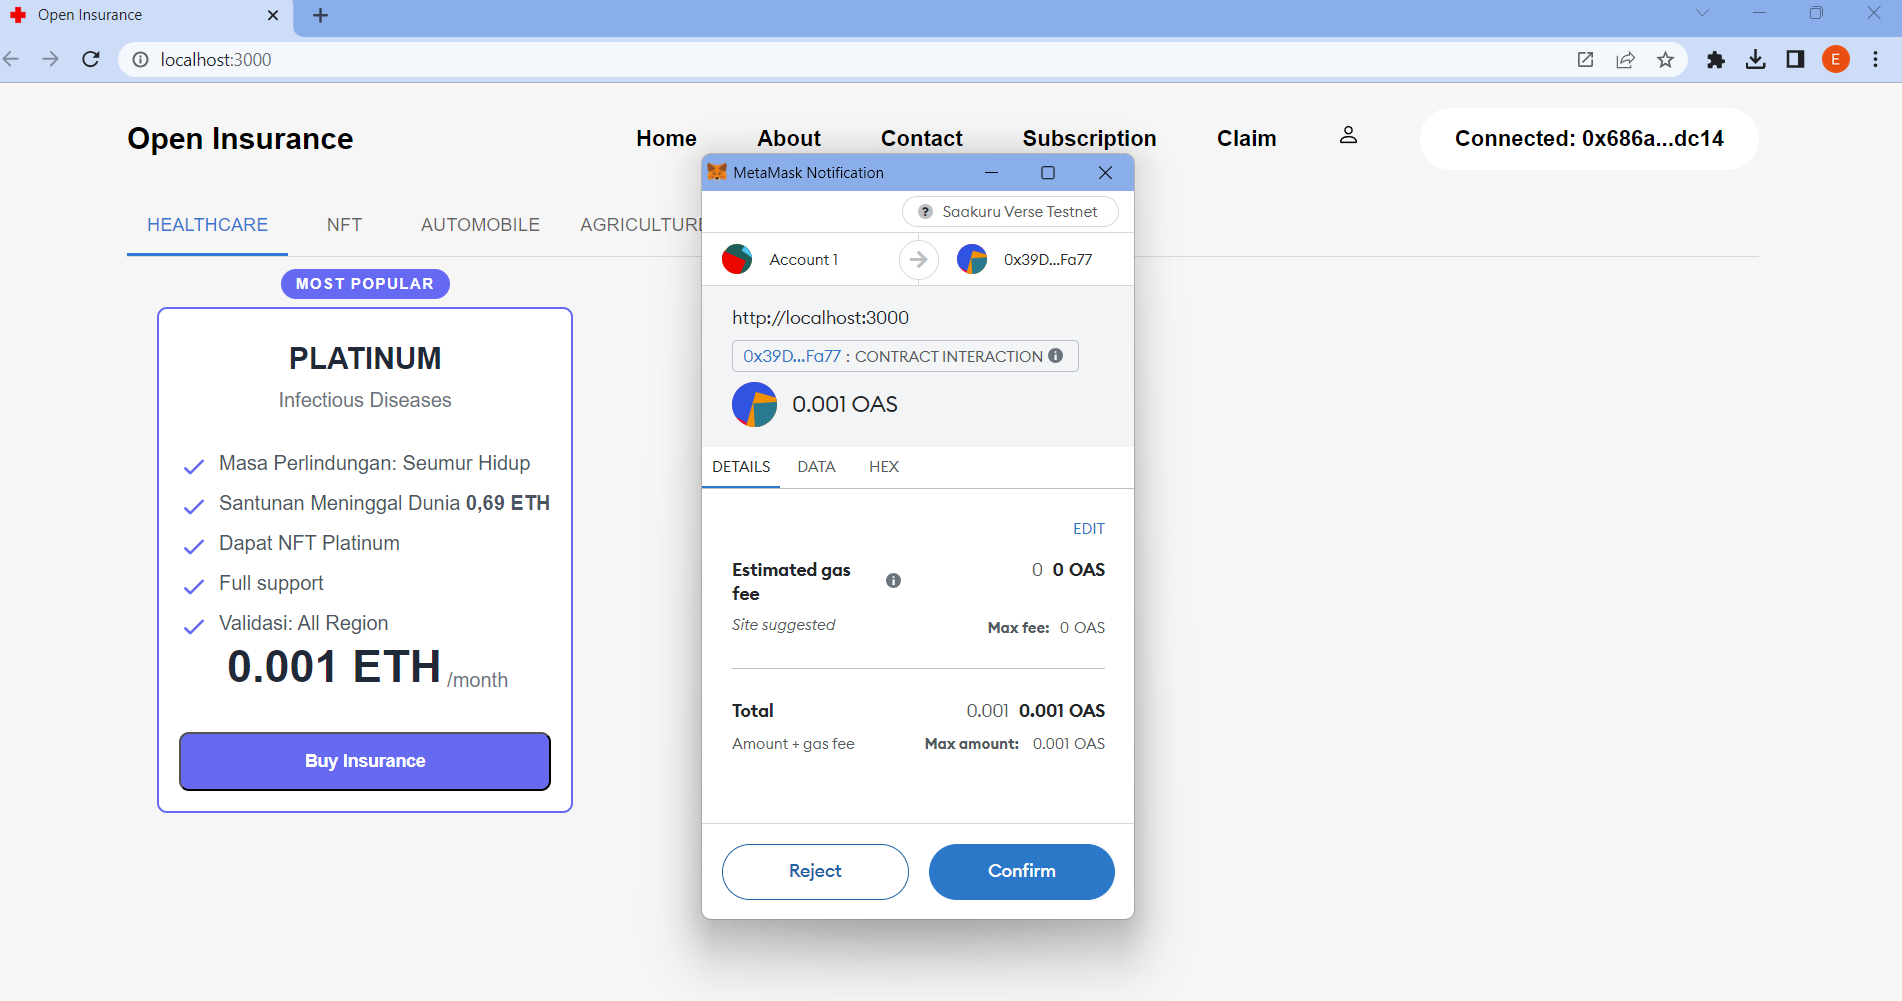 Open Insurance
localhost:3000
E
Open Insurance
Home About Contact Subscription Claim
Connected: 0x686a...dc14
HEALTHCARE NFT AUTOMOBILE AGRICULTURE
MOST POPULAR
PLATINUM
Infectious Diseases
Masa Perlindungan: Seumur Hidup
Santunan Meninggal Dunia 0,69 ETH
Dapat NFT Platinum
Full support
Validasi: All Region
0.001 ETH /month
Buy Insurance
MetaMask Notification
? Saakuru Verse Testnet
Account 1 0x39D...Fa77
http://localhost:3000
0x39D...Fa77 : CONTRACT INTERACTION
0.001 OAS
DETAILS DATA HEX
EDIT
Estimated gas
fee
0 0 OAS
Site suggested
Max fee: 0 OAS
Total 0.001 0.001 OAS
Amount + gas fee Max amount: 0.001 OAS
Reject Confirm